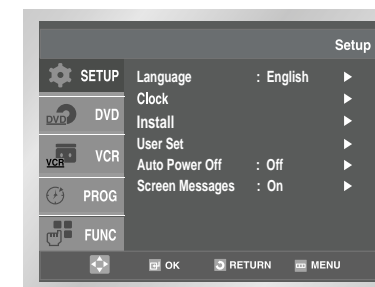 Setup
SETUP
DVD DVD
VCR VCR
PROG
FUNC
Language : English ►
Clock ►
Install ►
User Set ►
Auto Power Off : Off ►
Screen Messages : On ►
OK RETURN MENU